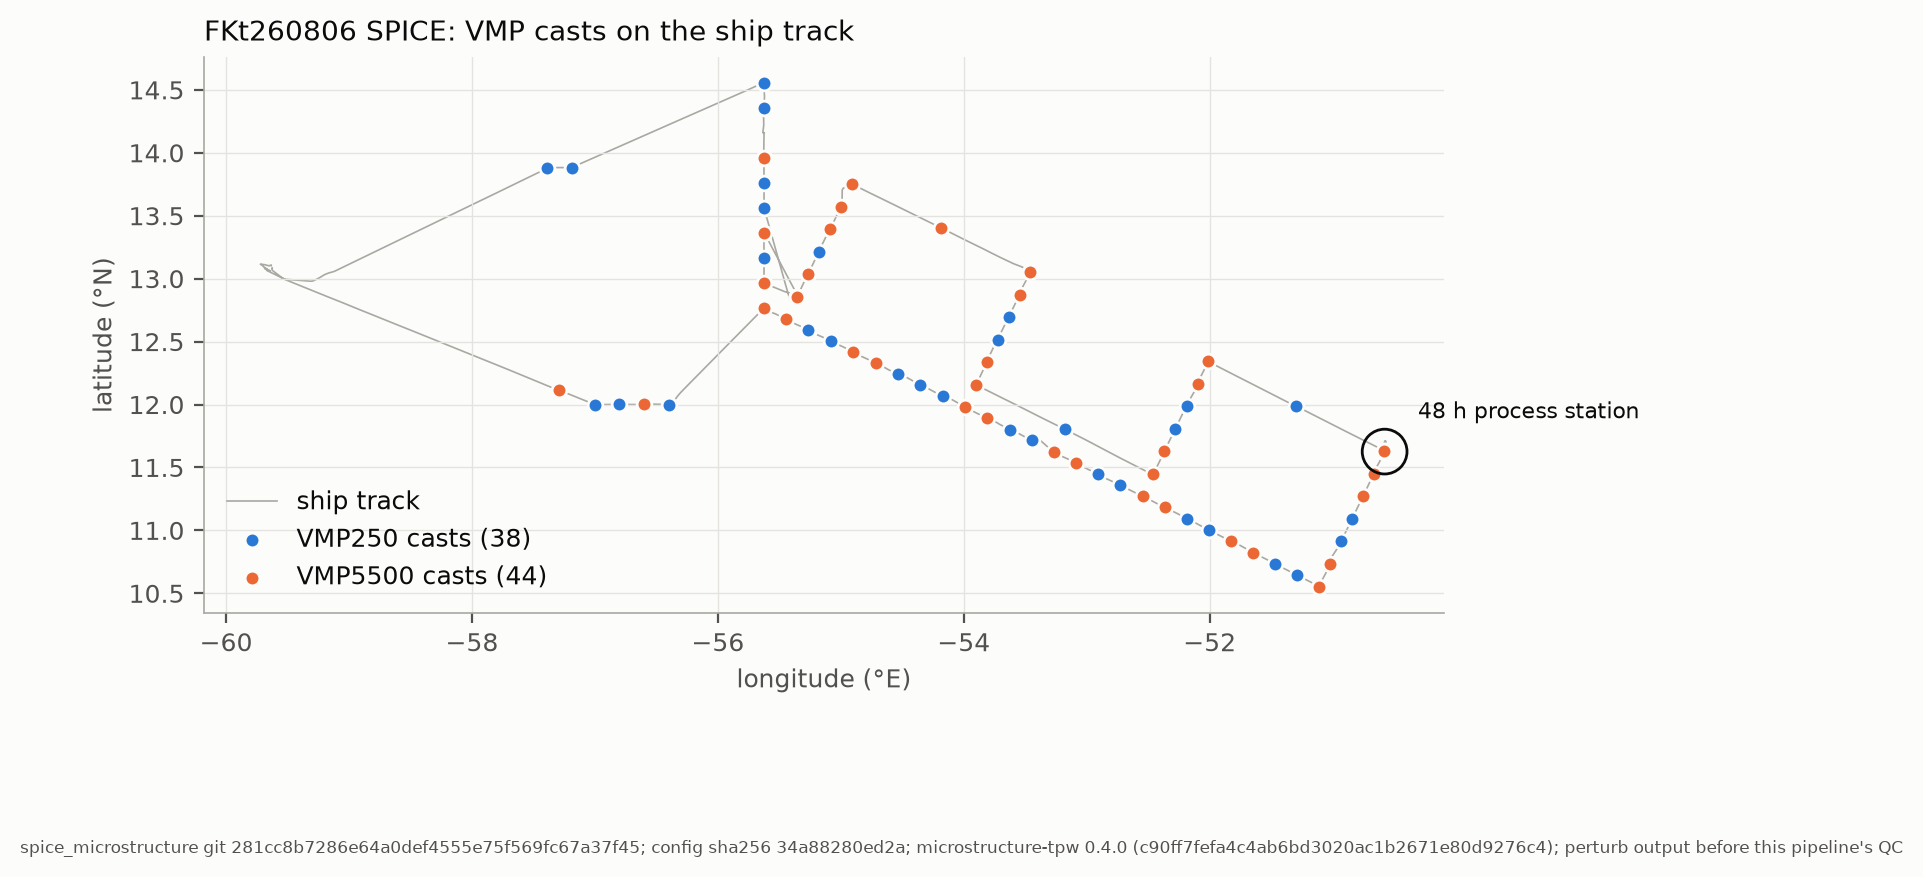 FKt260806 SPICE: VMP casts on the ship track
latitude (°N)
14.5
14.0
13.5
13.0
12.5
12.0
11.5
11.0
10.5
48 h process station
ship track
VMP250 casts (38)
VMP5500 casts (44)
−60
−58
−56
−54
−52
longitude (°E)
spice_microstructure git 281cc8b7286e64a0def4555e75f569fc67a37f45; config sha256 34a88280ed2a; microstructure-tpw 0.4.0 (c90ff7fefa4c4ab6bd3020ac1b2671e80d9276c4); perturb output before this pipeline's QC